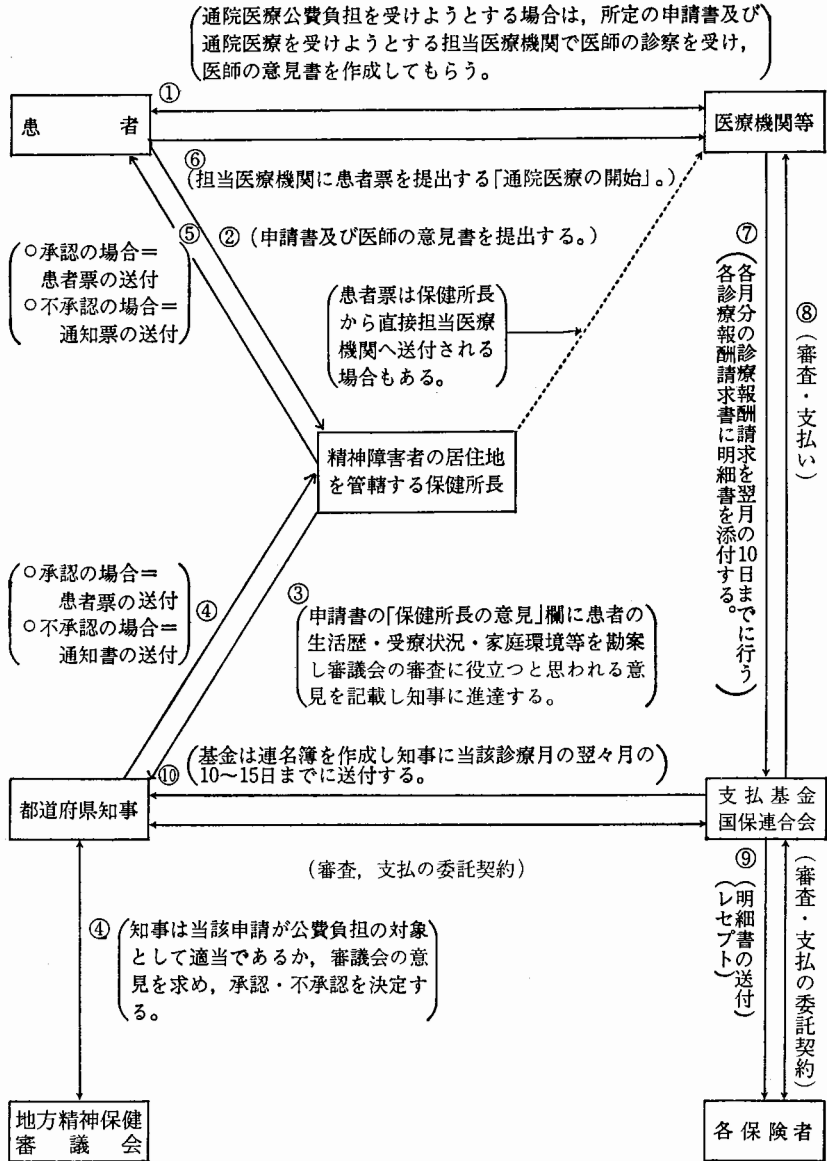 通院医療公費負担を受けようとする場合は，所定の申請書及び
通院医療を受けようとする担当医療機関で医師の診察を受け，
医師の意見書を作成してもらう。
①
患者
医療機関等
⑥
(担当医療機関に患者票を提出する「通院医療の開始」。)
⑤
② (申請書及び医師の意見書を提出する。)
○承認の場合＝
患者票の送付
○不承認の場合＝
通知票の送付
患者票は保健所長
から直接担当医療
機関へ送付される
場合もある。
⑦
(各月分の診療報酬請求を翌月の10日までに行う)
(各診療報酬請求書に明細書を添付する。)
⑧
(審査・支払い)
精神障害者の居住地
を管轄する保健所長
○承認の場合＝
患者票の送付
○不承認の場合＝
通知書の送付
④
③
申請書の「保健所長の意見」欄に患者の
生活歴・受療状況・家庭環境等を勘案
し審議会の審査に役立つと思われる意
見を記載し知事に進達する。
⑩
基金は連名簿を作成し知事に当該診療月の翌々月の
10～15日までに送付する。
都道府県知事
支払基金
国保連合会
(審査，支払の委託契約)
④
知事は当該申請が公費負担の対象
として適当であるか，審議会の意
見を求め，承認・不承認を決定す
る。
⑨
(明細書の送付)
(レセプト)
(審査・支払の委託契約)
地方精神保健
審議会
各保険者